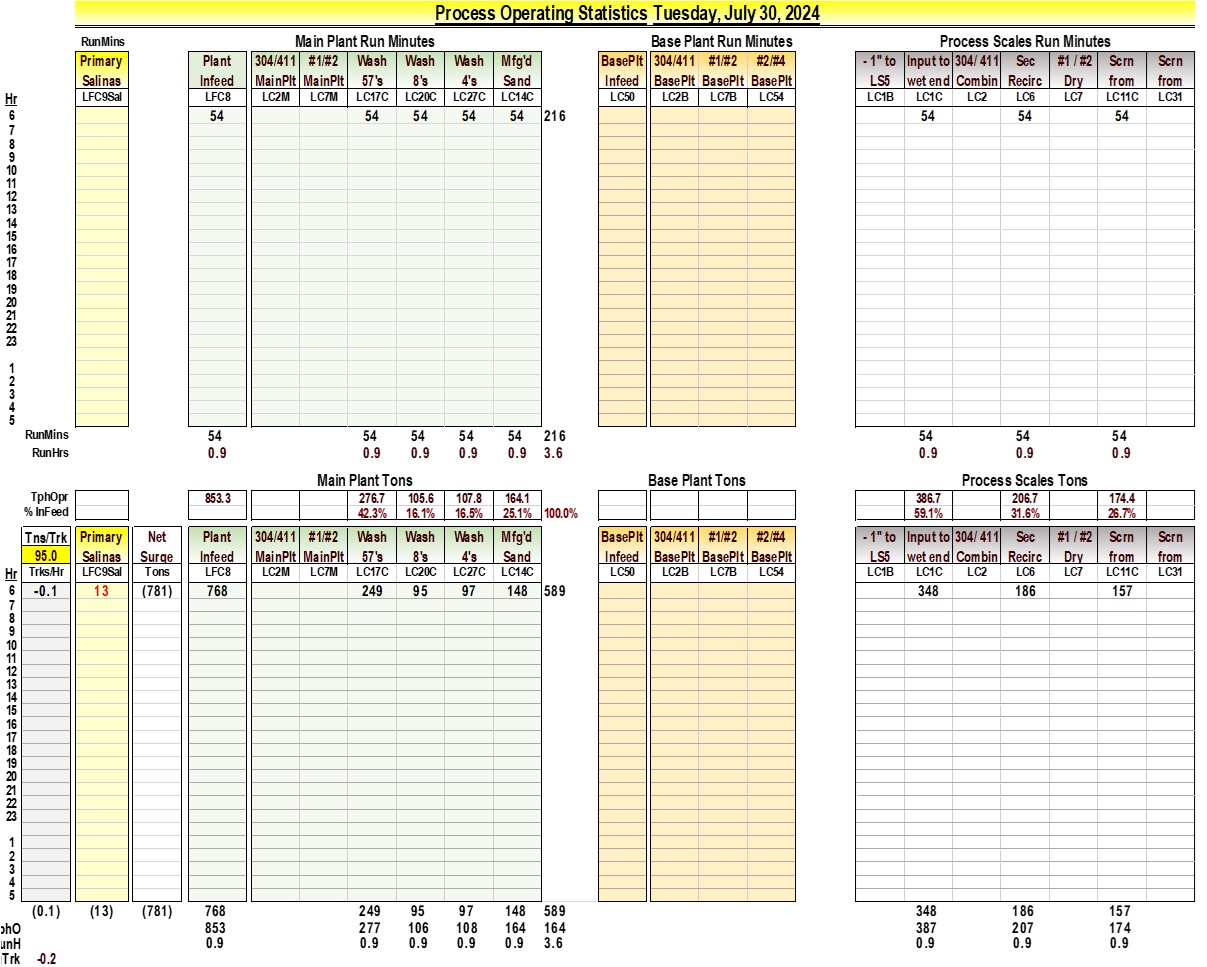 Process Operating Statistics Tuesday, July 30, 2024
RunMins Main Plant Run Minutes Base Plant Run Minutes Process Scales Run Minutes
Primary Plant 304/411 #1/#2 Wash Wash Wash Mfg'd BasePlt 304/411 #1/#2 #2/#4 - 1" to Input to 304/ 411 Sec #1 / #2 Scrn Scrn
Salinas Infeed MainPlt MainPlt 57's 8's 4's Sand Infeed BasePlt BasePlt BasePlt LS5 wet end Combin Recirc Dry from from
Hr LFC9Sal LFC8 LC2M LC7M LC17C LC20C LC27C LC14C LC50 LC2B LC7B LC54 LC1B LC1C LC2 LC6 LC7 LC11C LC31
6 54 54 54 54 54 216 54 54 54
7
8
9
10
11
12
13
14
15
16
17
18
19
20
21
22
23
1
2
3
4
5
RunMins 54 54 54 54 54 216 54 54 54
RunHrs 0.9 0.9 0.9 0.9 0.9 3.6 0.9 0.9 0.9
Main Plant Tons Base Plant Tons Process Scales Tons
TphOpr 853.3 276.7 105.6 107.8 164.1 386.7 206.7 174.4
% InFeed 42.3% 16.1% 16.5% 25.1% 100.0% 59.1% 31.6% 26.7%
Tns/Trk Primary Net Plant 304/411 #1/#2 Wash Wash Wash Mfg'd BasePlt 304/411 #1/#2 #2/#4 - 1" to Input to 304/ 411 Sec #1 / #2 Scrn Scrn
95.0 Salinas Surge Infeed MainPlt MainPlt 57's 8's 4's Sand Infeed BasePlt BasePlt BasePlt LS5 wet end Combin Recirc Dry from from
Hr Trks/Hr LFC9Sal Tons LFC8 LC2M LC7M LC17C LC20C LC27C LC14C LC50 LC2B LC7B LC54 LC1B LC1C LC2 LC6 LC7 LC11C LC31
6 -0.1 13 (781) 768 249 95 97 148 589 348 186 157
7
8
9
10
11
12
13
14
15
16
17
18
19
20
21
22
23
1
2
3
4
5
(0.1) (13) (781) 768 249 95 97 148 589 348 186 157
phO 853 277 106 108 164 164 387 207 174
unH 0.9 0.9 0.9 0.9 0.9 3.6 0.9 0.9 0.9
Trk -0.2